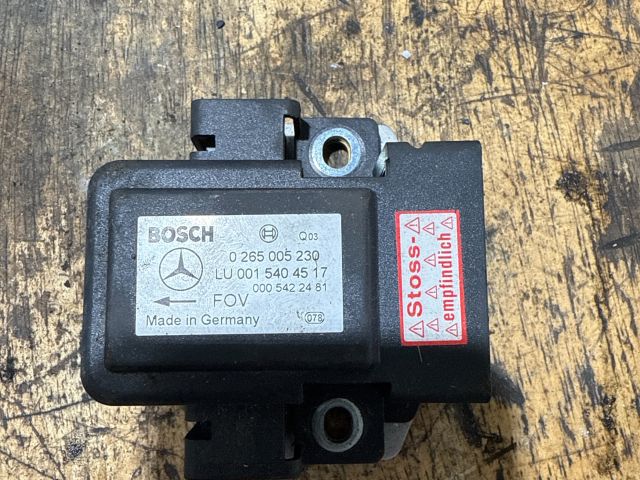 BOSCH
Q03
0 265 005 230
LU 001 540 45 17
000 542 24 81
FOV
Made in Germany
078
Stoss-
empfindlich